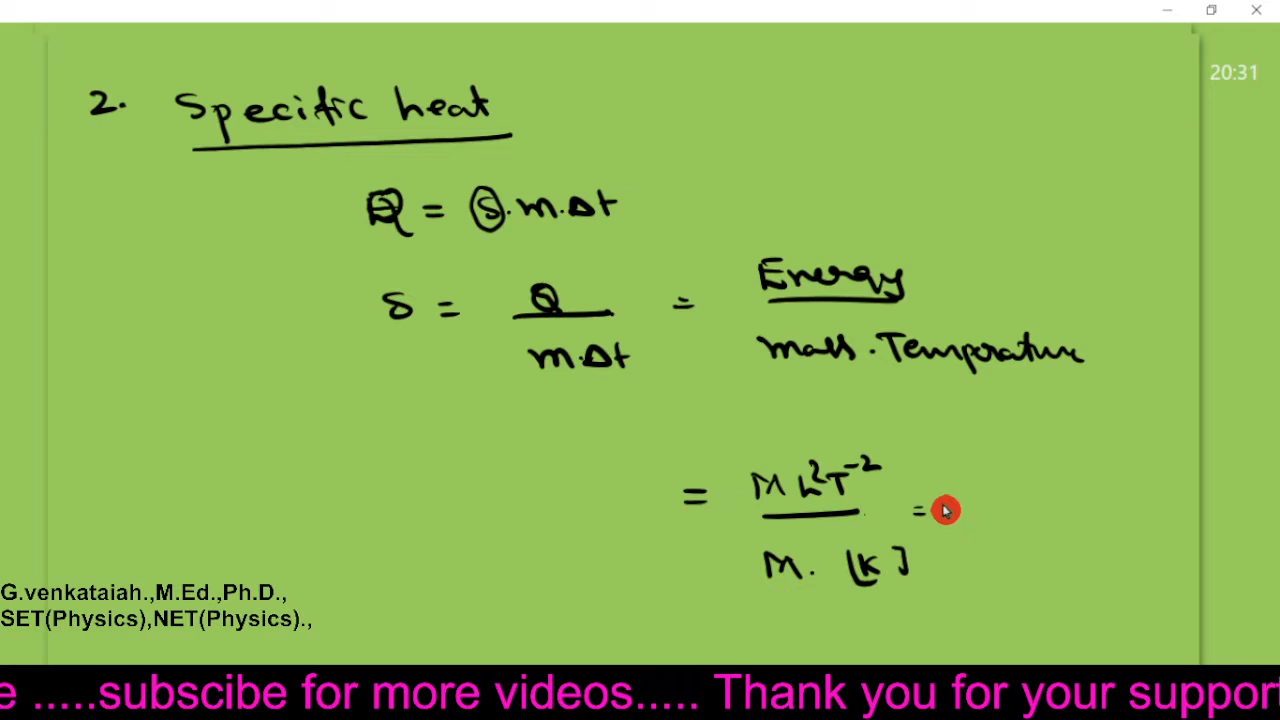 20:31
2. Specific heat
Q = S.m.Δt
S = Q / m.Δt = Energy / mass.Temperature
= M L²T⁻² / M. [K] =
G.venkataiah.,M.Ed.,Ph.D.,
SET(Physics),NET(Physics).,
e .....subscibe for more videos..... Thank you for your support